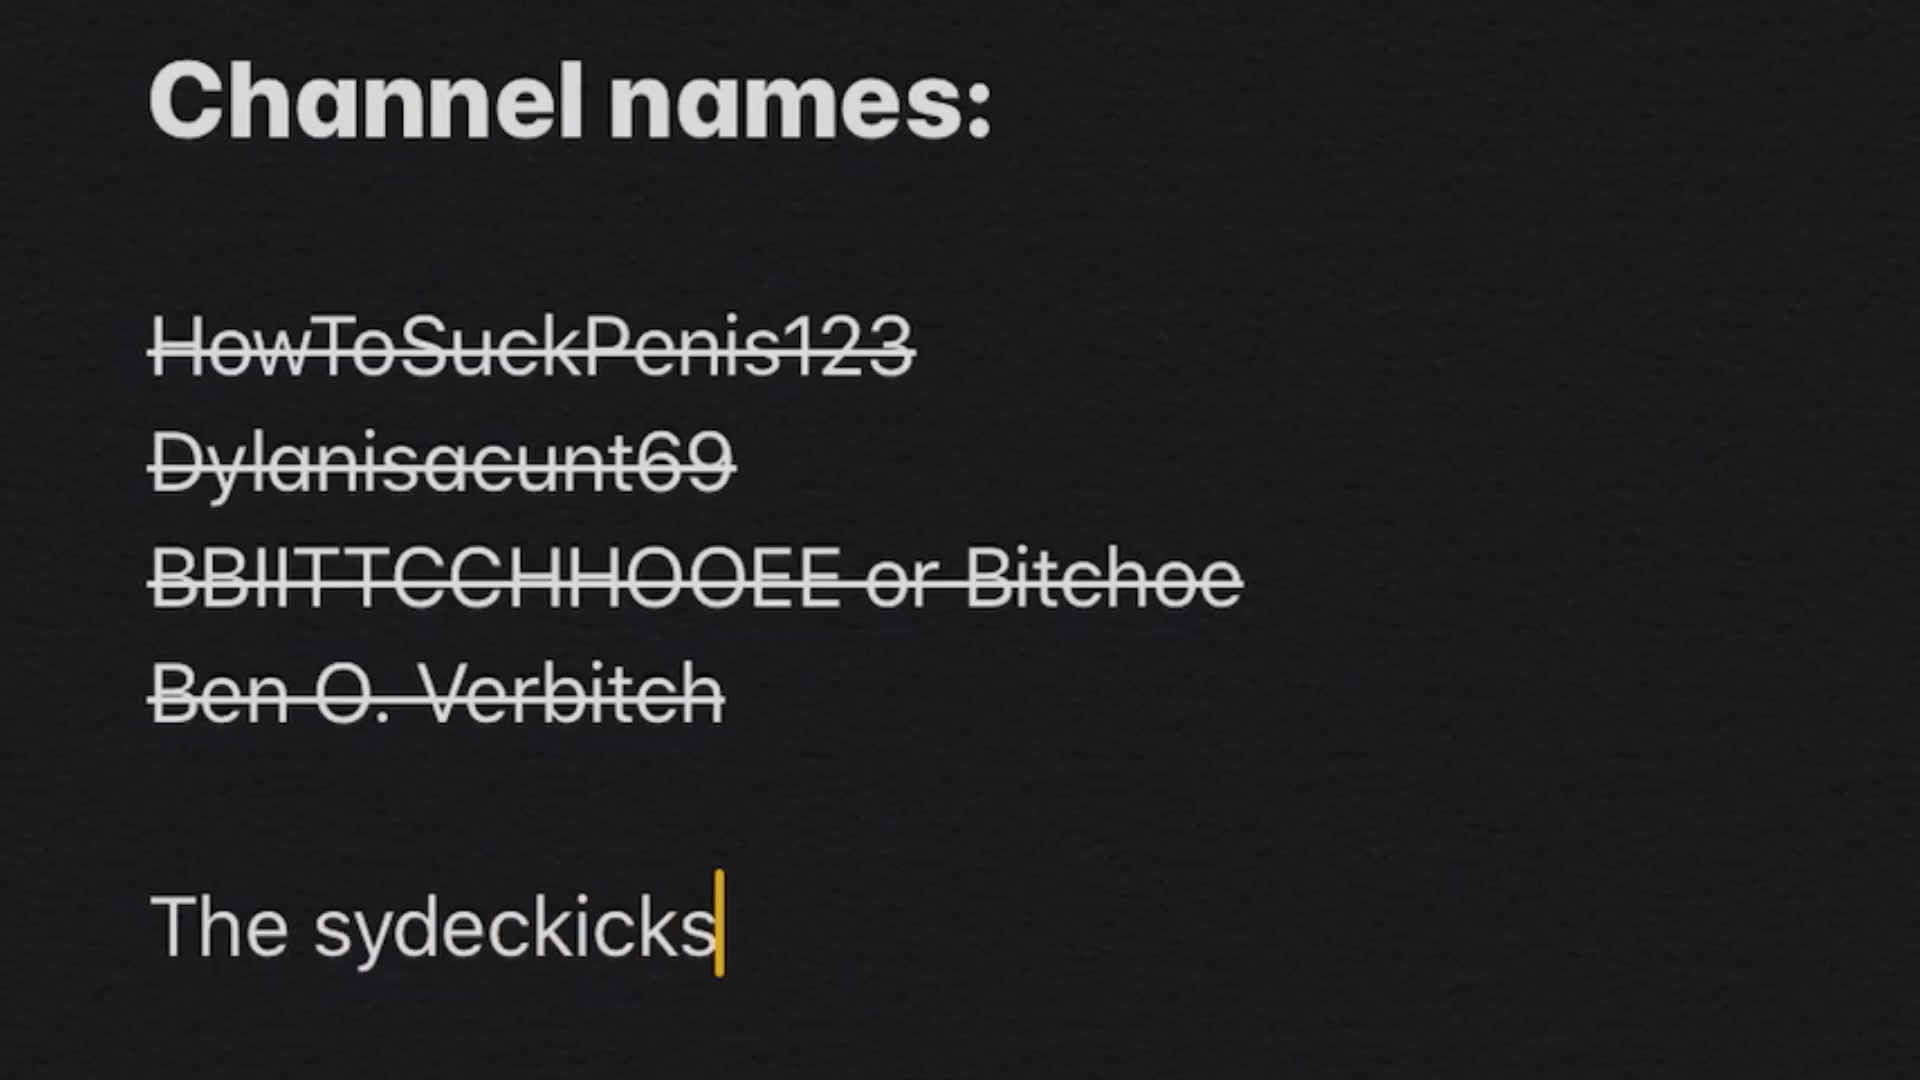 Channel names:
HowToSuckPenis123
Dylanisacunt69
BBIITTCCHHOOEE or Bitchoe
Ben O. Verbitch
The sydeckicks